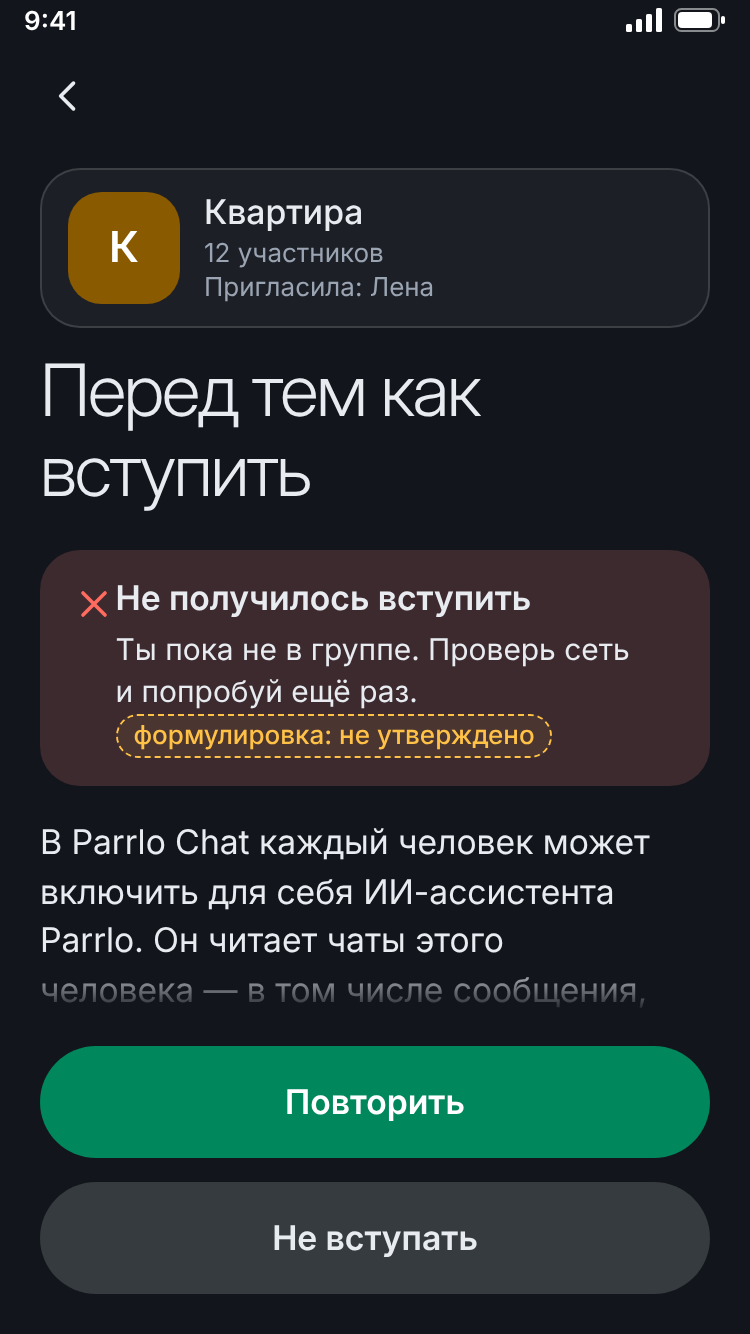 9:41
К
Квартира
12 участников
Пригласила: Лена
Перед тем как
вступить
Не получилось вступить
Ты пока не в группе. Проверь сеть
и попробуй ещё раз.
формулировка: не утверждено
В Parrlo Chat каждый человек может
включить для себя ИИ-ассистента
Parrlo. Он читает чаты этого
человека — в том числе сообщения,
Повторить
Не вступать